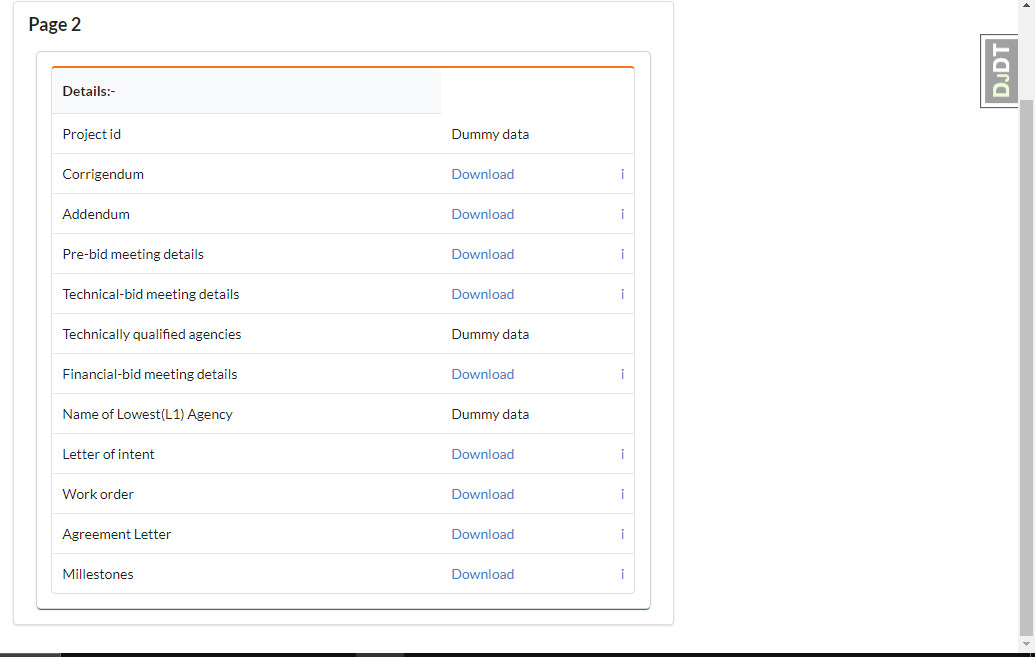 Page 2
DJDT
Details:-
Project id Dummy data
Corrigendum Download i
Addendum Download i
Pre-bid meeting details Download i
Technical-bid meeting details Download i
Technically qualified agencies Dummy data
Financial-bid meeting details Download i
Name of Lowest(L1) Agency Dummy data
Letter of intent Download i
Work order Download i
Agreement Letter Download i
Millestones Download i